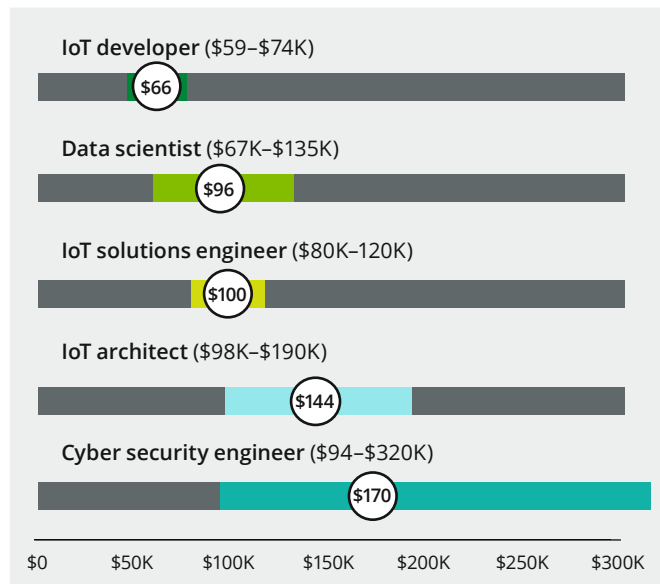 IoT developer ($59–$74K)
$66
Data scientist ($67K–$135K)
$96
IoT solutions engineer ($80K–120K)
$100
IoT architect ($98K–$190K)
$144
Cyber security engineer ($94–$320K)
$170
$0 $50K $100K $150K $200K $250K $300K